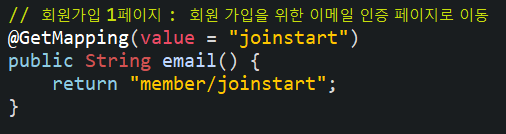 // 회원가입 1페이지 : 회원 가입을 위한 이메일 인증 페이지로 이동
@GetMapping(value = "joinstart")
public String email() {
    return "member/joinstart";
}